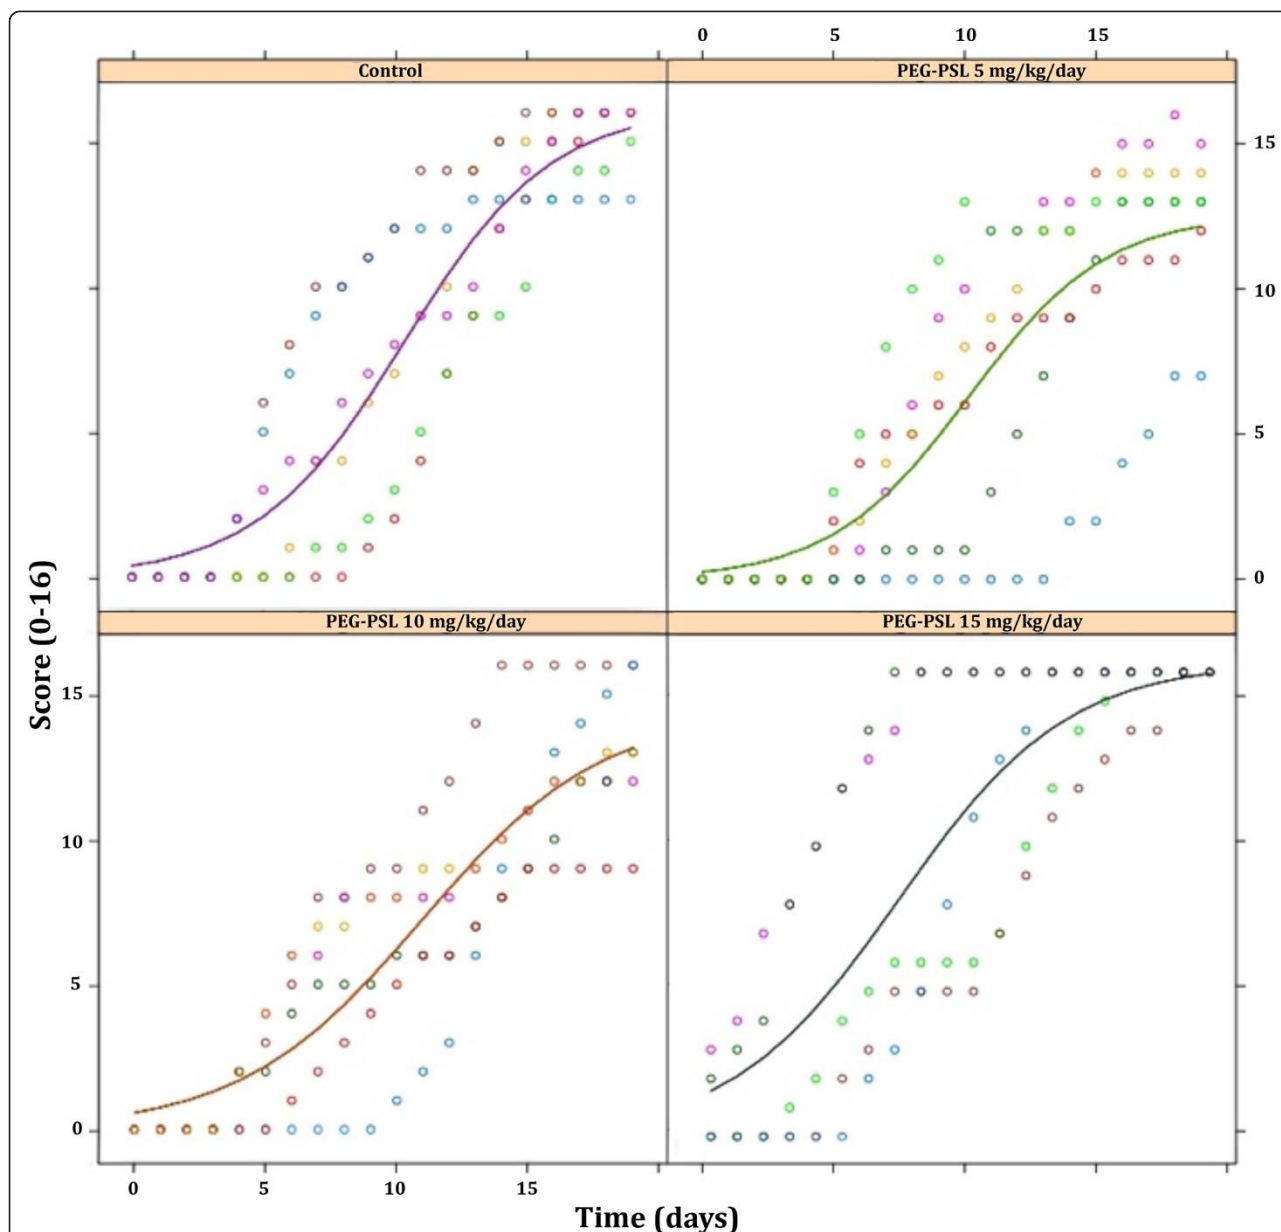 0 5 10 15
Control
PEG-PSL 5 mg/kg/day
15
10
5
0
PEG-PSL 10 mg/kg/day
PEG-PSL 15 mg/kg/day
Score (0-16)
15
10
5
0
0 5 10 15
Time (days)